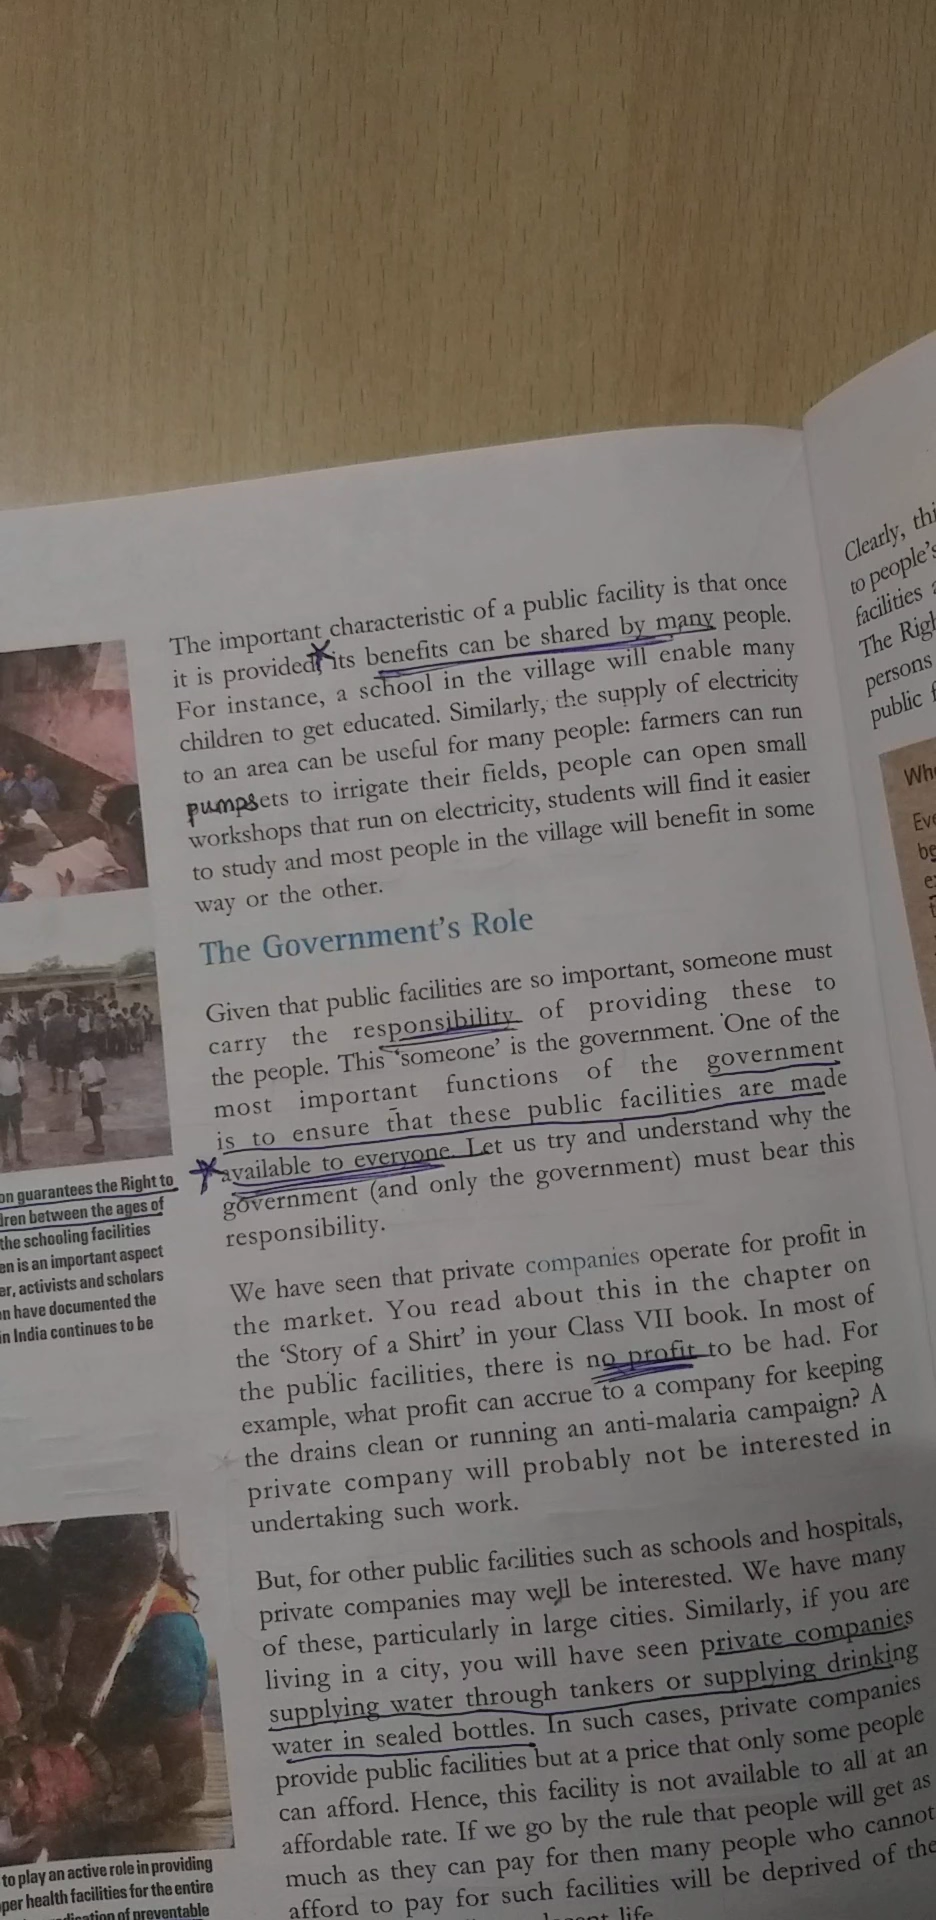 The important characteristic of a public facility is that once
it is provided, its benefits can be shared by many people.
For instance, a school in the village will enable many
children to get educated. Similarly, the supply of electricity
to an area can be useful for many people: farmers can run
pumpsets to irrigate their fields, people can open small
workshops that run on electricity, students will find it easier
to study and most people in the village will benefit in some
way or the other.
The Government's Role
Given that public facilities are so important, someone must
carry the responsibility of providing these to
the people. This 'someone' is the government. One of the
most important functions of the government
is to ensure that these public facilities are made
available to everyone. Let us try and understand why the
government (and only the government) must bear this
responsibility.
We have seen that private companies operate for profit in
the market. You read about this in the chapter on
the 'Story of a Shirt' in your Class VII book. In most of
the public facilities, there is no profit to be had. For
example, what profit can accrue to a company for keeping
the drains clean or running an anti-malaria campaign? A
private company will probably not be interested in
undertaking such work.
But, for other public facilities such as schools and hospitals,
private companies may well be interested. We have many
of these, particularly in large cities. Similarly, if you are
living in a city, you will have seen private companies
supplying water through tankers or supplying drinking
water in sealed bottles. In such cases, private companies
provide public facilities but at a price that only some people
can afford. Hence, this facility is not available to all at an
affordable rate. If we go by the rule that people will get as
much as they can pay for then many people who cannot
afford to pay for such facilities will be deprived of the
life
on guarantees the Right to
dren between the ages of
the schooling facilities
en is an important aspect
er, activists and scholars
on have documented the
in India continues to be
to play an active role in providing
per health facilities for the entire
of preventable
Clearly, thi
to people's
facilities a
The Righ
persons
public f
Whe
Eve
be